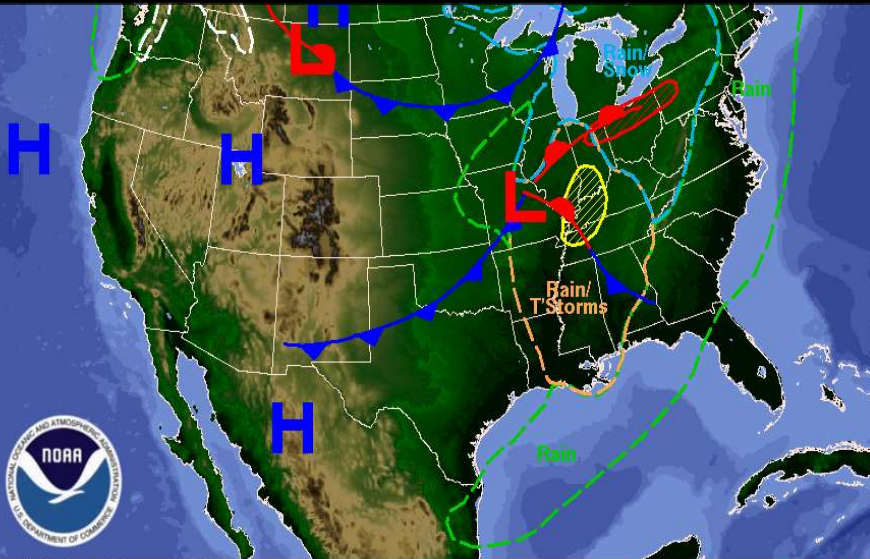 H
L
Rain/
Snow
Rain
H
H
L
Rain/
T'Storms
H
Rain
NATIONAL OCEANIC AND ATMOSPHERIC ADMINISTRATION
NOAA
U.S. DEPARTMENT OF COMMERCE